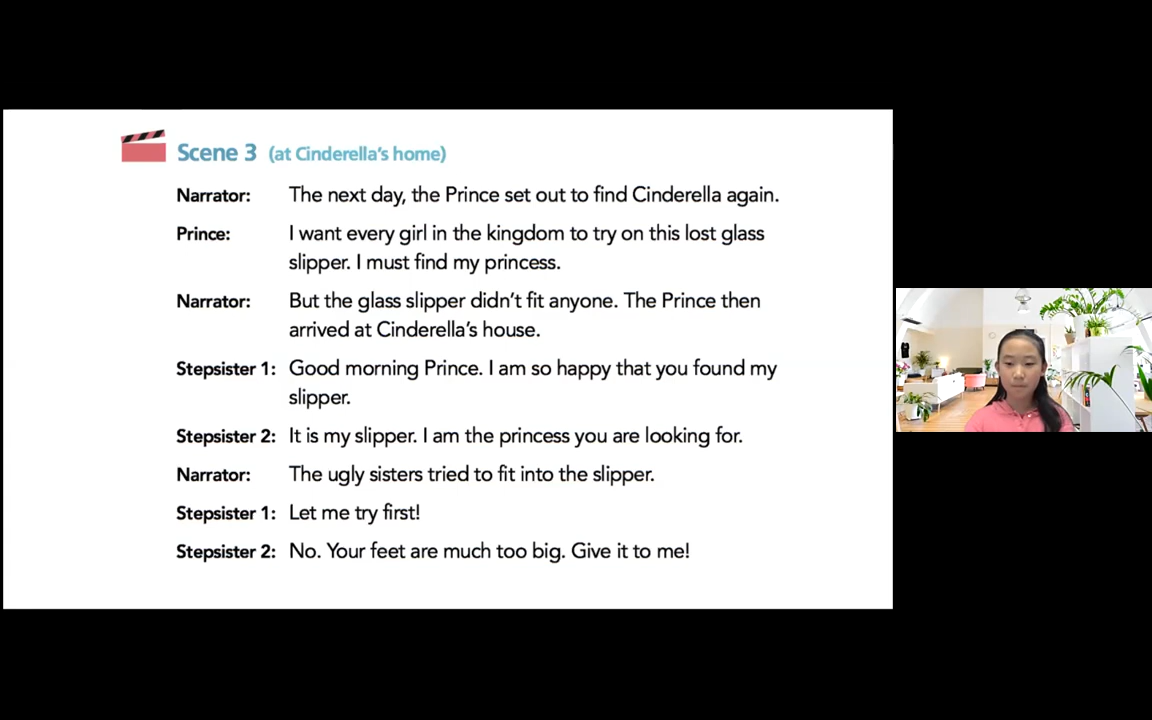 Scene 3 (at Cinderella's home)
Narrator: The next day, the Prince set out to find Cinderella again.
Prince: I want every girl in the kingdom to try on this lost glass
slipper. I must find my princess.
Narrator: But the glass slipper didn't fit anyone. The Prince then
arrived at Cinderella's house.
Stepsister 1: Good morning Prince. I am so happy that you found my
slipper.
Stepsister 2: It is my slipper. I am the princess you are looking for.
Narrator: The ugly sisters tried to fit into the slipper.
Stepsister 1: Let me try first!
Stepsister 2: No. Your feet are much too big. Give it to me!